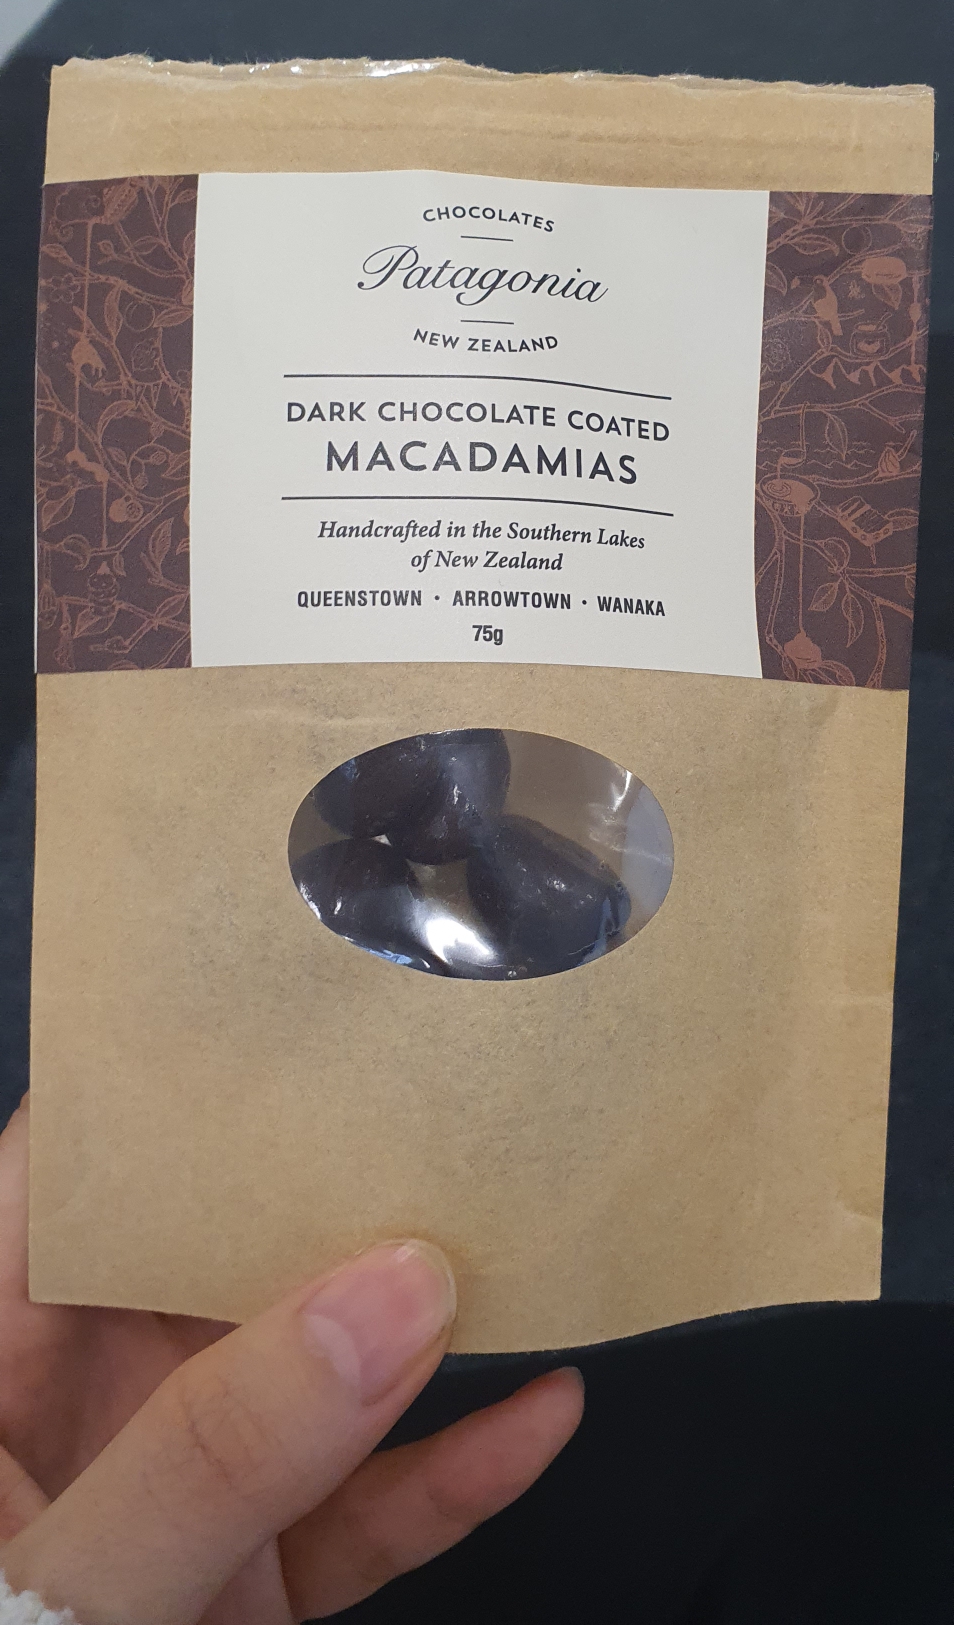 CHOCOLATES
Patagonia
NEW ZEALAND
DARK CHOCOLATE COATED
MACADAMIAS
Handcrafted in the Southern Lakes
of New Zealand
QUEENSTOWN • ARROWTOWN • WANAKA
75g